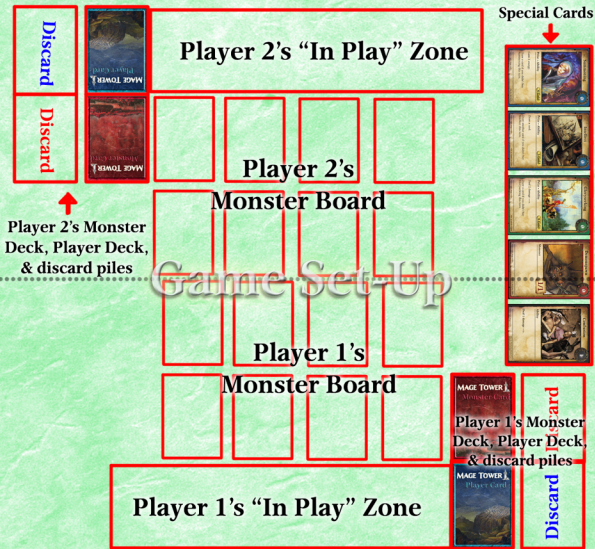 Special Cards
Discard
Player Card
MAGE TOWER
Player 2's “In Play” Zone
Discard
Monster Card
MAGE TOWER
Player 2's
Monster Board
Player 2's Monster
Deck, Player Deck,
& discard piles
Game Set-Up
Player 1's
Monster Board
MAGE TOWER
Monster Card
Discard
Player 1's Monster
Deck, Player Deck,
& discard piles
Player 1's “In Play” Zone
MAGE TOWER
Player Card
Discard